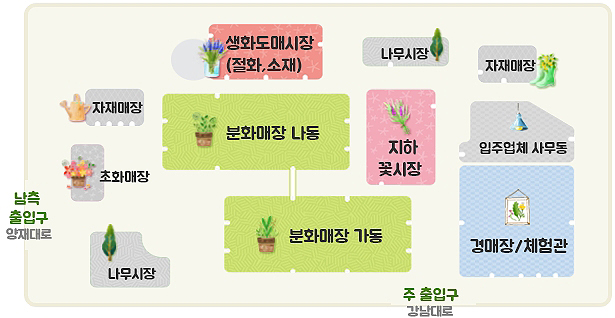 생화도매시장
(절화,소재)
나무시장
자재매장
자재매장
분화매장 나동
지하
꽃시장
입주업체 사무동
초화매장
남측
출입구
양재대로
분화매장 가동
경매장/체험관
나무시장
주 출입구
강남대로